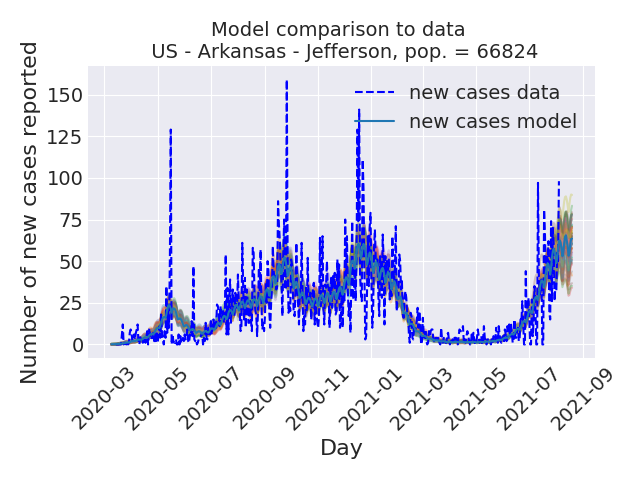 Model comparison to data
US - Arkansas - Jefferson, pop. = 66824
Number of new cases reported
150
125
100
75
50
25
0
new cases data
new cases model
2020-03
2020-05
2020-07
2020-09
2020-11
2021-01
2021-03
2021-05
2021-07
2021-09
Day